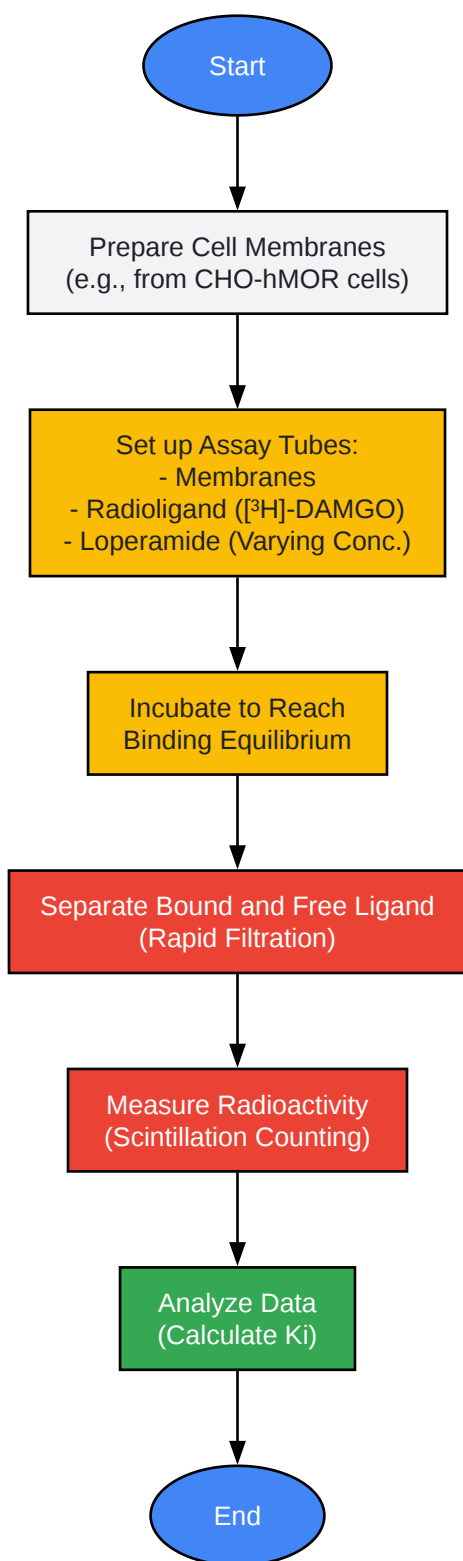 Start
Prepare Cell Membranes
(e.g., from CHO-hMOR cells)
Set up Assay Tubes:
- Membranes
- Radioligand ([³H]-DAMGO)
- Loperamide (Varying Conc.)
Incubate to Reach
Binding Equilibrium
Separate Bound and Free Ligand
(Rapid Filtration)
Measure Radioactivity
(Scintillation Counting)
Analyze Data
(Calculate Ki)
End